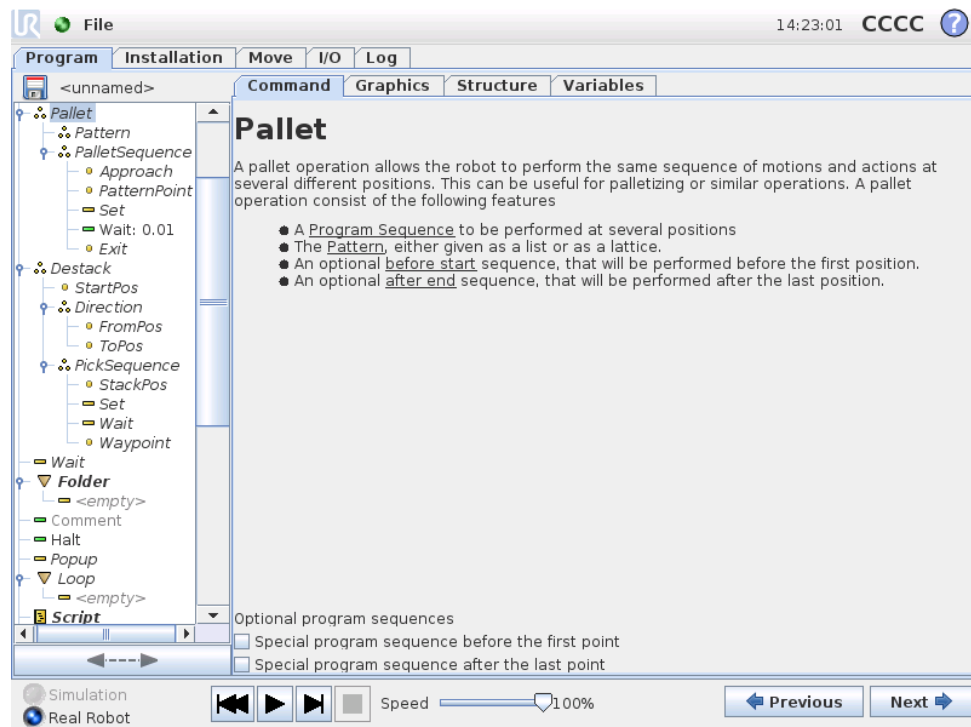 UR File 14:23:01 CCCC ?
Program Installation Move I/O Log
<unnamed>
Command Graphics Structure Variables
Pallet
Pattern
PalletSequence
Approach
PatternPoint
Set
Wait: 0.01
Exit
Destack
StartPos
Direction
FromPos
ToPos
PickSequence
StackPos
Set
Wait
Waypoint
Wait
Folder
<empty>
Comment
Halt
Popup
Loop
<empty>
Script
Pallet
A pallet operation allows the robot to perform the same sequence of motions and actions at
several different positions. This can be useful for palletizing or similar operations. A pallet
operation consist of the following features
A Program Sequence to be performed at several positions
The Pattern, either given as a list or as a lattice.
An optional before start sequence, that will be performed before the first position.
An optional after end sequence, that will be performed after the last position.
Optional program sequences
Special program sequence before the first point
Special program sequence after the last point
Simulation
Real Robot
Speed 100%
Previous Next